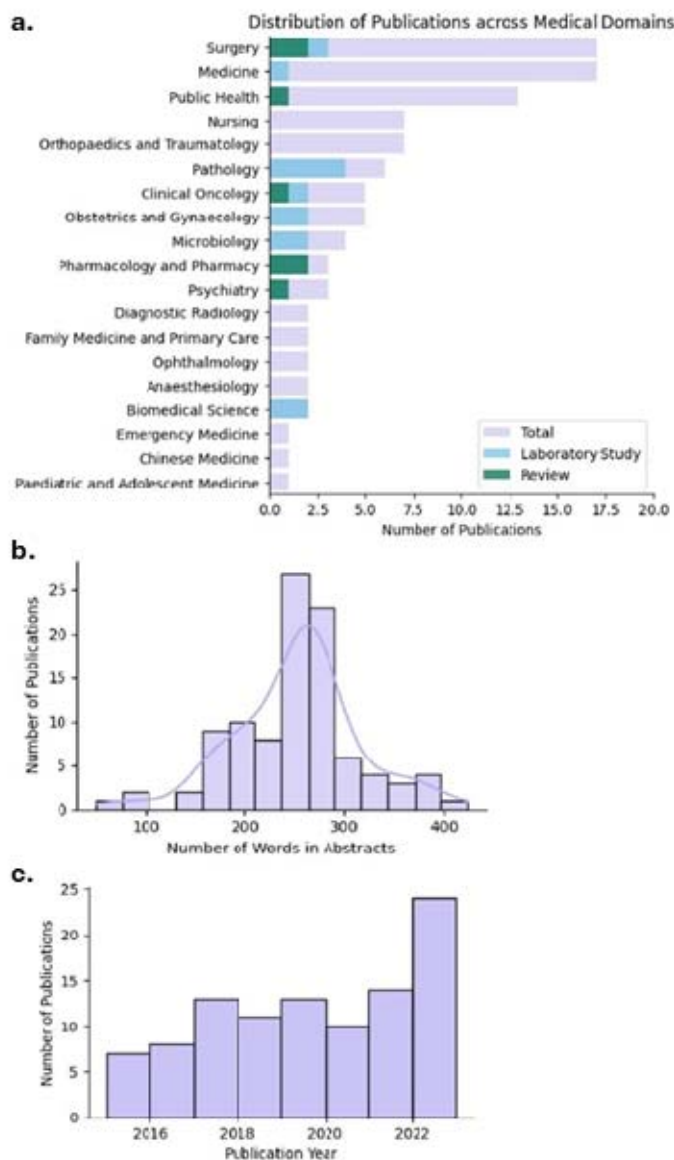 a.
Distribution of Publications across Medical Domains
Surgery
Medicine
Public Health
Nursing
Orthopaedics and Traumatology
Pathology
Clinical Oncology
Obstetrics and Gynaecology
Microbiology
Pharmacology and Pharmacy
Psychiatry
Diagnostic Radiology
Family Medicine and Primary Care
Ophthalmology
Anaesthesiology
Biomedical Science
Emergency Medicine
Chinese Medicine
Paediatric and Adolescent Medicine
Total
Laboratory Study
Review
0.0 2.5 5.0 7.5 10.0 12.5 15.0 17.5 20.0
Number of Publications
b.
Number of Publications
25
20
15
10
5
0
100 200 300 400
Number of Words in Abstracts
c.
Number of Publications
25
20
15
10
5
0
2016 2018 2020 2022
Publication Year